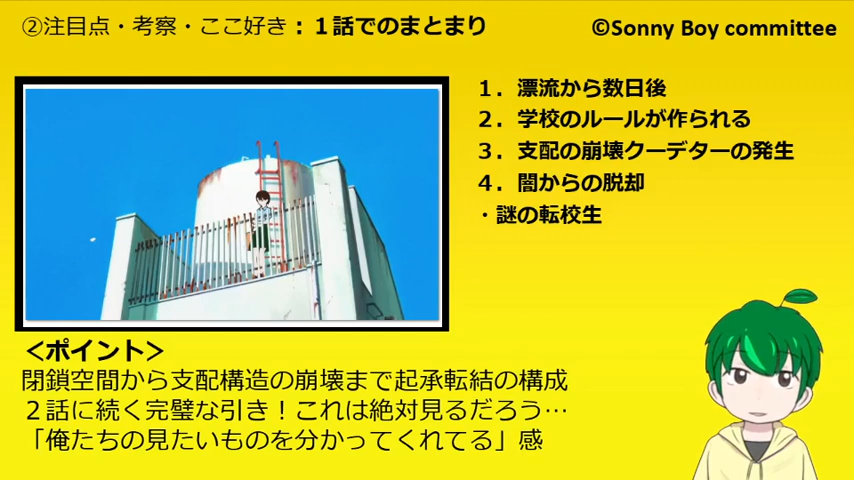 ②注目点・考察・ここ好き：１話でのまとまり
©Sonny Boy committee
１．漂流から数日後
２．学校のルールが作られる
３．支配の崩壊クーデターの発生
４．闇からの脱却
・謎の転校生
＜ポイント＞
閉鎖空間から支配構造の崩壊まで起承転結の構成
２話に続く完璧な引き！これは絶対見るだろう…
「俺たちの見たいものを分かってくれてる」感